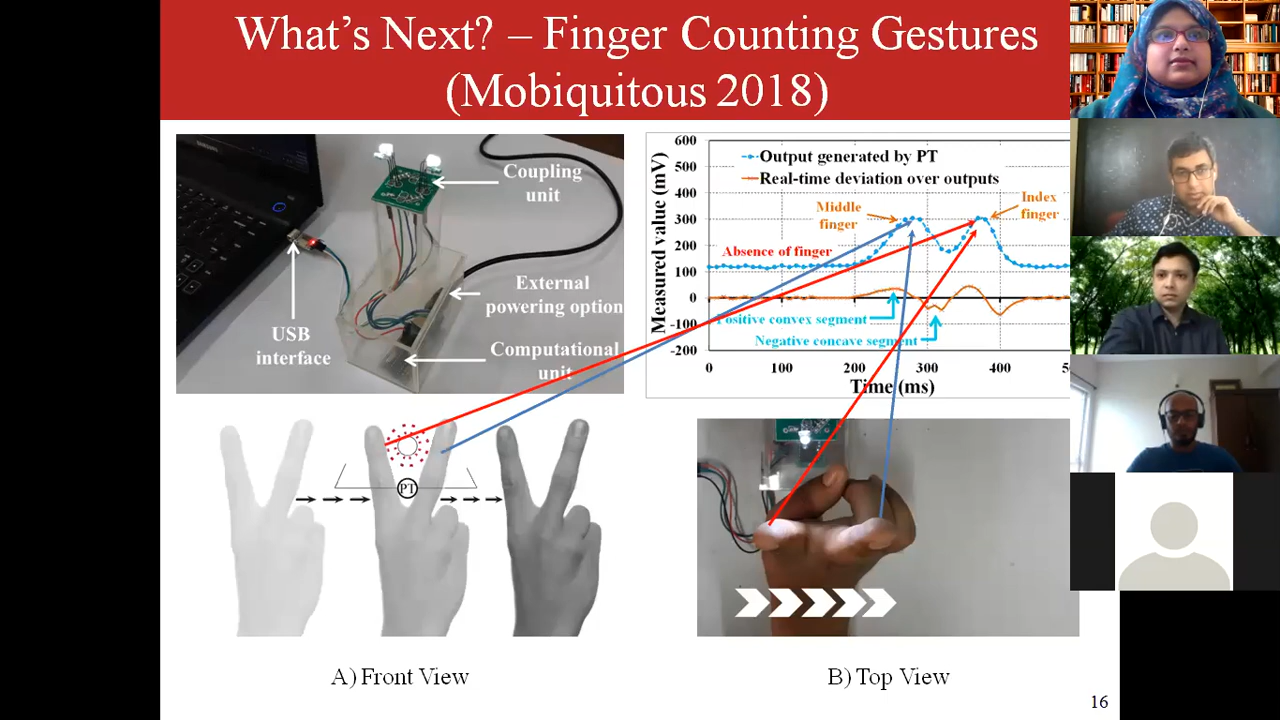 What's Next? – Finger Counting Gestures
(Mobiquitous 2018)
Coupling
unit
External
powering option
USB
interface
Computational
unit
Measured value (mV)
600
500
400
300
200
100
0
-100
-200
Output generated by PT
Real-time deviation over outputs
Middle
finger
Index
finger
Absence of finger
Positive convex segment
Negative concave segment
0 100 200 300 400
Time (ms)
PT
A) Front View
B) Top View
16